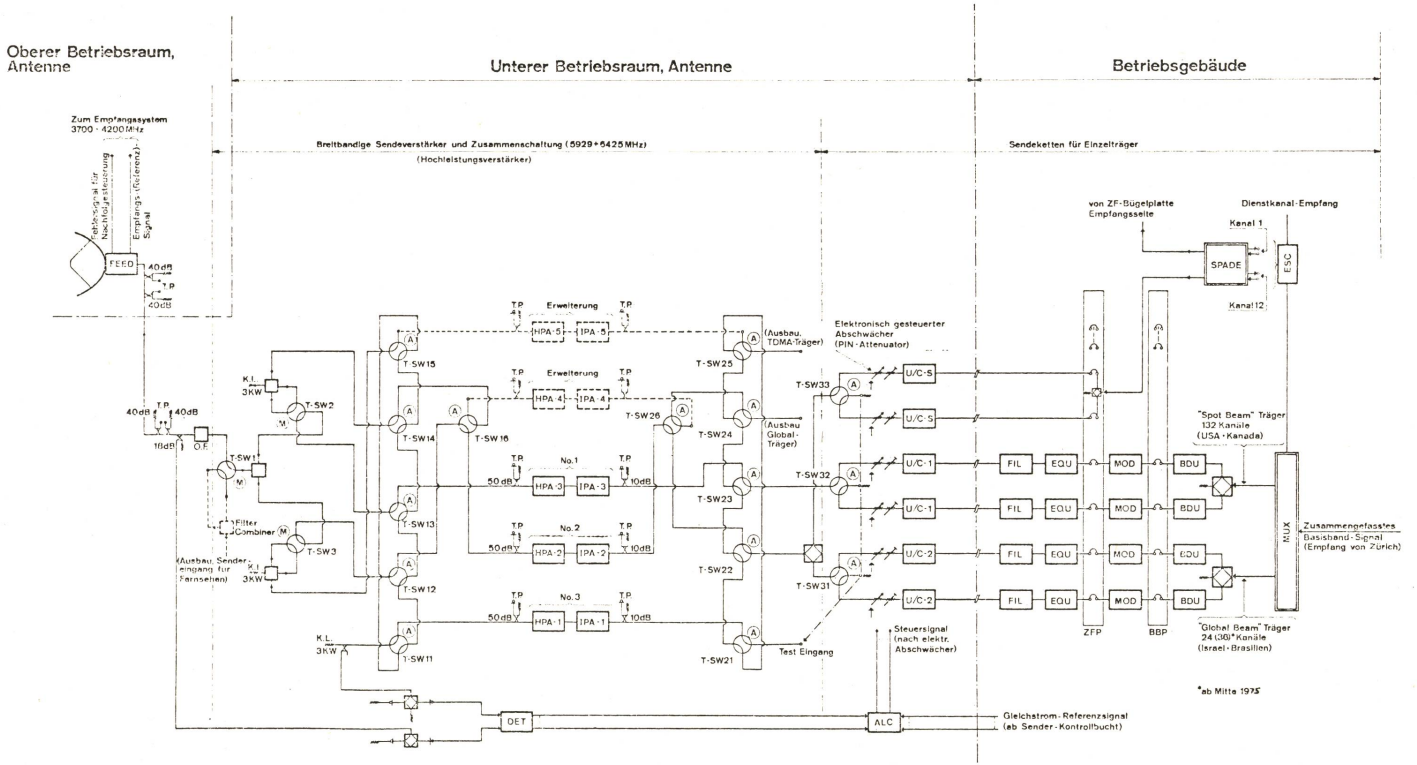 Oberer Betriebsraum,
Antenne
Unterer Betriebsraum, Antenne
Betriebsgebäude
Zum Empfangssystem
3700 - 4200 MHz
Fehlersignal für
Nachfolgesteuerung
Empfangs-(Referenz)-
Signal
Breitbandige Sendeverstärker und Zusammenschaltung (5929÷6425 MHz)
(Hochleistungsverstärker)
Sendeketten für Einzelträger
von ZF-Bügelplatte
Empfangsseite
Dienstkanal-Empfang
Kanal 1
SPADE
ESC
Kanal 12
FEED
40dB
T.P.
40dB
T.P.
Erweiterung
T.P.
HPA-5
IPA-5
A
T-SW15
A
T-SW25
(Ausbau,
TDMA-Träger)
Elektronisch gesteuerter
Abschwächer
(PIN-Attenuator)
K.L.
3KW
T-SW2
M
T.P.
Erweiterung
T.P.
HPA-4
IPA-4
A
T-SW14
A
T-SW16
T-SW26
A
A
T-SW24
(Ausbau
Global-
Träger)
T-SW33
A
U/C-S
U/C-S
"Spot Beam" Träger
132 Kanäle
(USA-Kanada)
40dB
T.P.
40dB
18dB
O.F.
T-SW1
M
T.P.
No.1
T.P.
50dB
HPA-3
IPA-3
10dB
A
T-SW13
A
T-SW23
T-SW32
A
U/C-1
FIL
EQU
MOD
BDU
U/C-1
FIL
EQU
MOD
BDU
Filter
Combiner
M
T-SW3
(Ausbau, Sender
eingang für
Fernsehen)
K.L.
3KW
T.P.
No.2
T.P.
50dB
HPA-2
IPA-2
10dB
A
T-SW12
A
T-SW22
A
T-SW31
U/C-2
FIL
EQU
MOD
BDU
U/C-2
FIL
EQU
MOD
BDU
MUX
Zusammengefasstes
Basisband-Signal
(Empfang von Zürich)
T.P.
No.3
T.P.
50dB
HPA-1
IPA-1
10dB
K.L.
3KW
A
T-SW11
A
T-SW21
Test Eingang
Steuersignal
(nach elektr.
Abschwächer)
ZFP
BBP
"Global Beam" Träger
24 (36)* Kanäle
(Israel-Brasilien)
*ab Mitte 1975
DET
ALC
Gleichstrom-Referenzsignal
(ab Sender-Kontrollbucht)